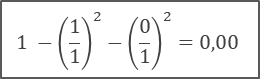 1 − (1/1)² − (0/1)² = 0,00